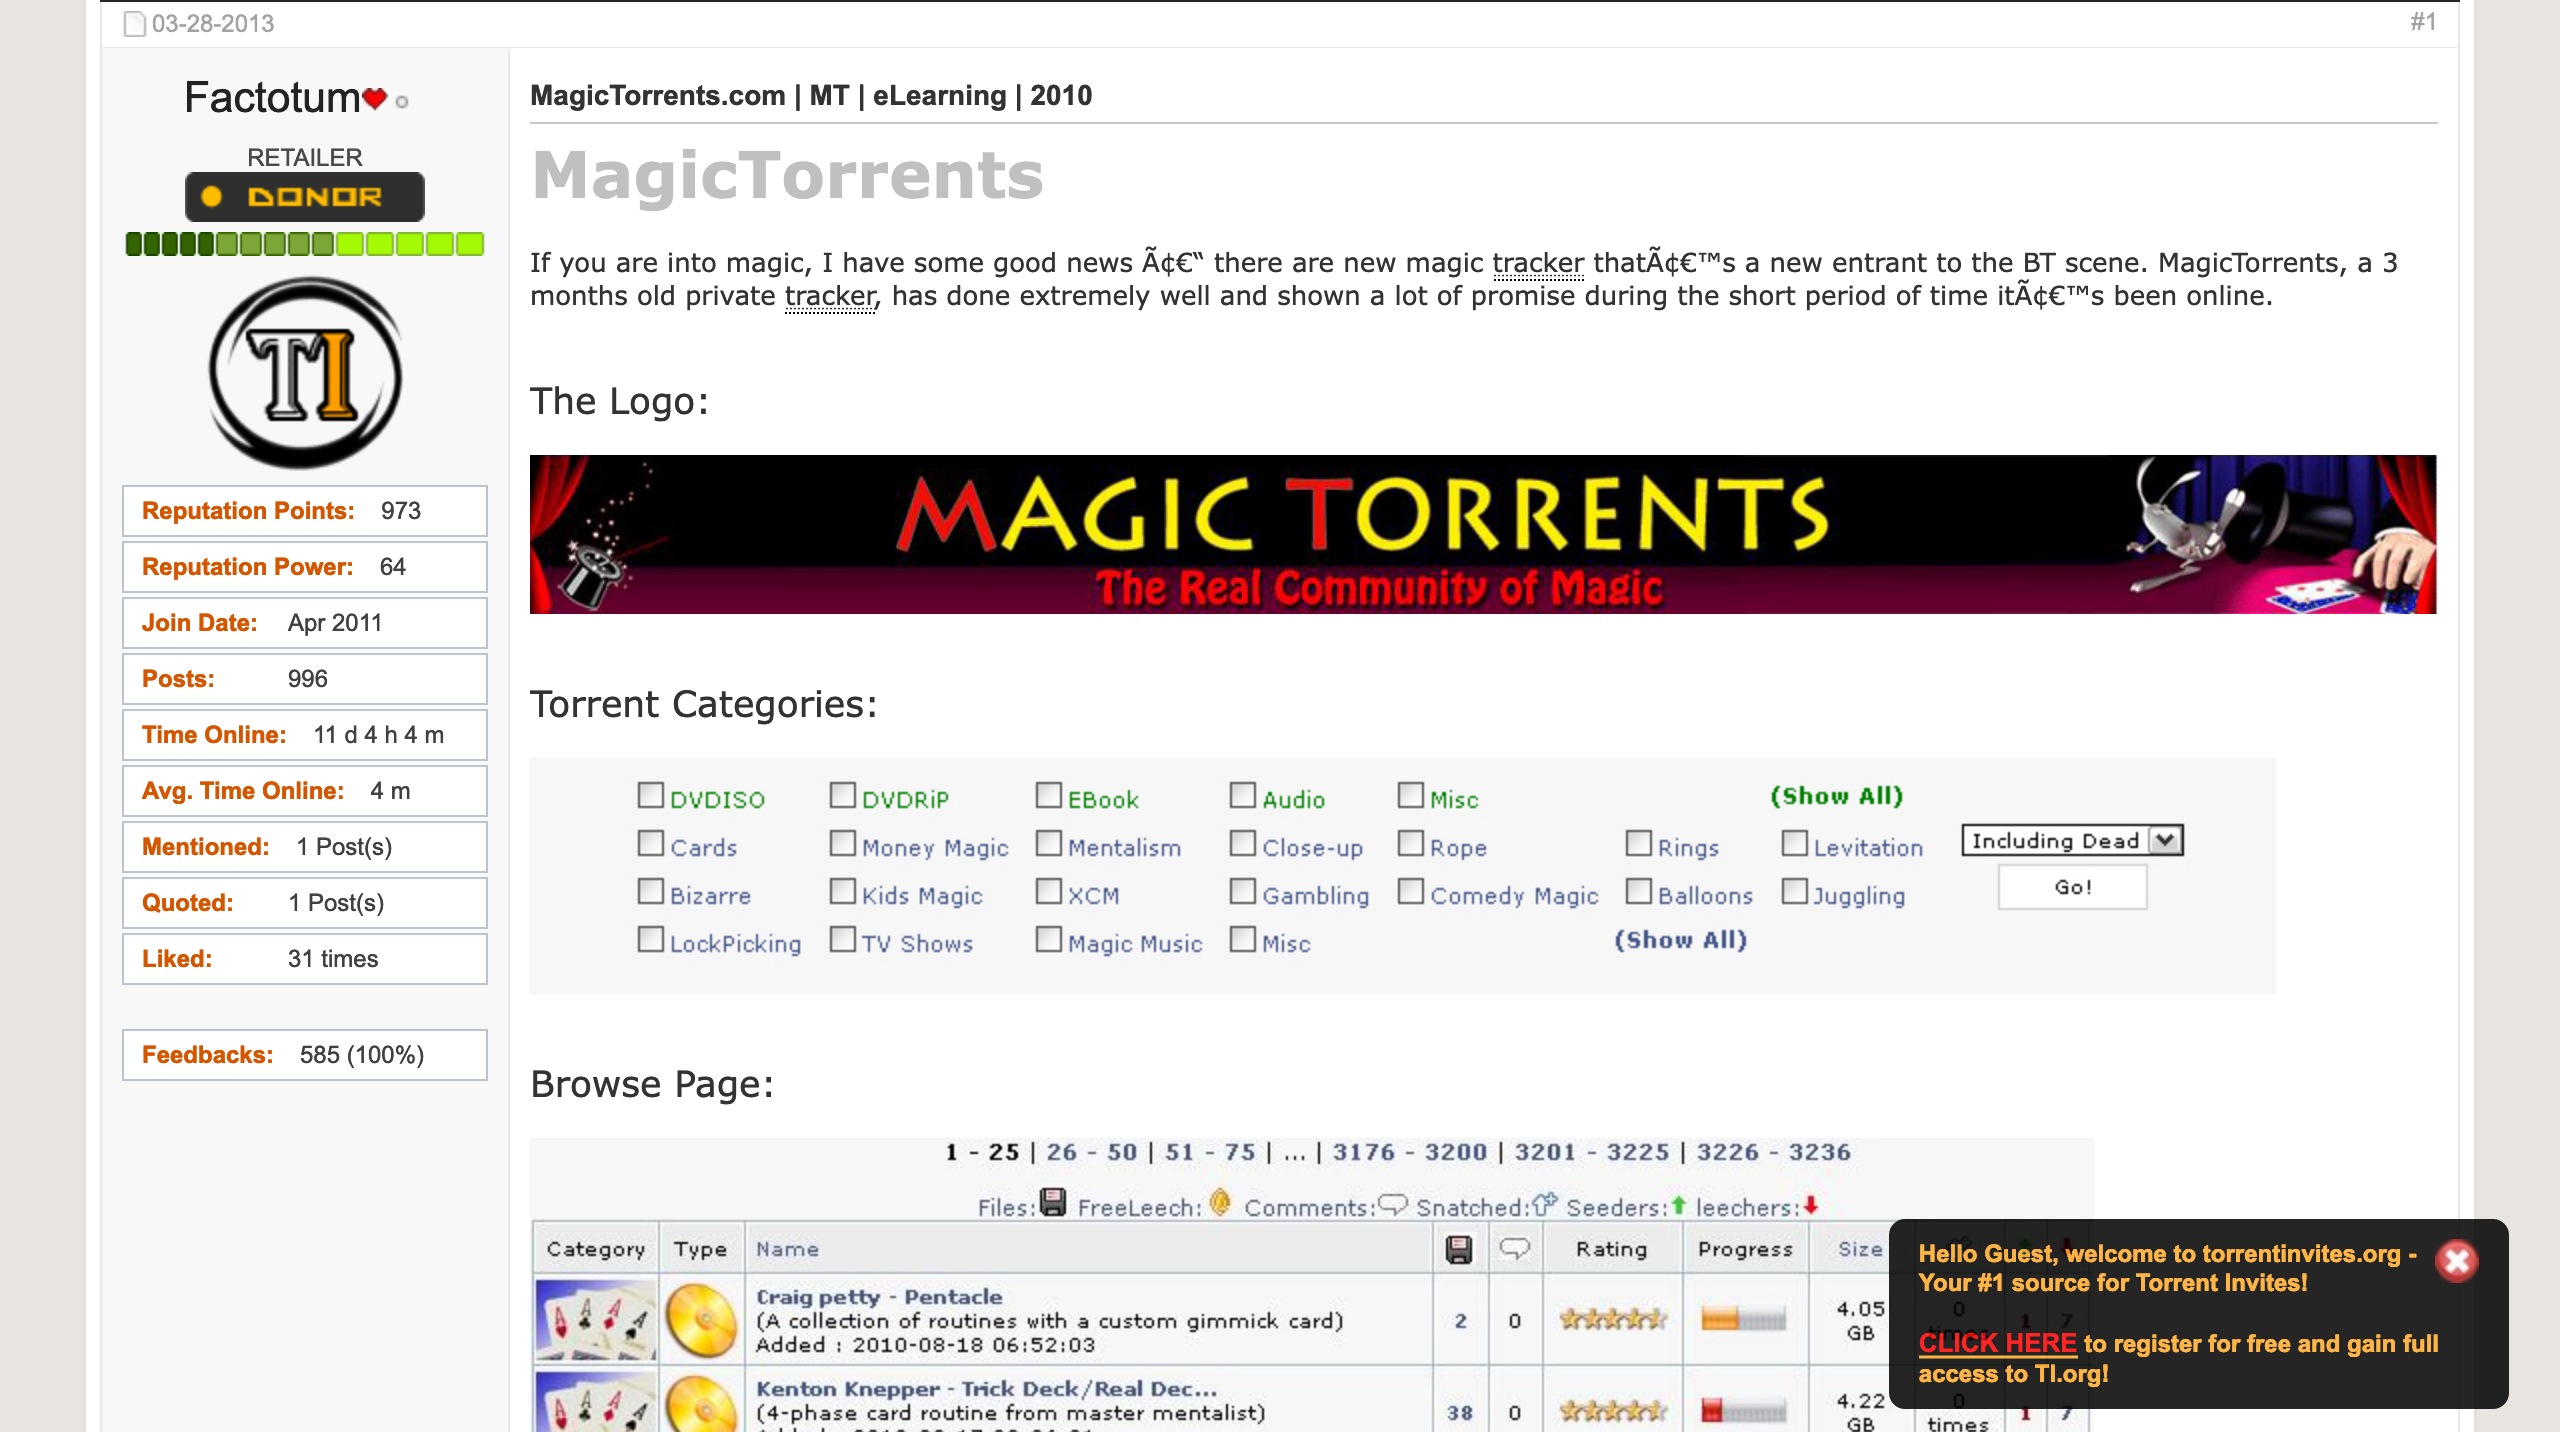 03-28-2013
#1
Factotum
RETAILER
DONOR
TI
Reputation Points: 973
Reputation Power: 64
Join Date: Apr 2011
Posts: 996
Time Online: 11 d 4 h 4 m
Avg. Time Online: 4 m
Mentioned: 1 Post(s)
Quoted: 1 Post(s)
Liked: 31 times
Feedbacks: 585 (100%)
MagicTorrents.com | MT | eLearning | 2010
MagicTorrents
If you are into magic, I have some good news Ã¢€“ there are new magic tracker thatÃ¢€™s a new entrant to the BT scene. MagicTorrents, a 3
months old private tracker, has done extremely well and shown a lot of promise during the short period of time itÃ¢€™s been online.
The Logo:
MAGIC TORRENTS
The Real Community of Magic
Torrent Categories:
DVDISO DVDRiP EBook Audio Misc (Show All)
Cards Money Magic Mentalism Close-up Rope Rings Levitation Including Dead
Bizarre Kids Magic XCM Gambling Comedy Magic Balloons Juggling Go!
LockPicking TV Shows Magic Music Misc (Show All)
Browse Page:
1 - 25 | 26 - 50 | 51 - 75 | ... | 3176 - 3200 | 3201 - 3225 | 3226 - 3236
Files: FreeLeech: Comments: Snatched: Seeders: leechers:
Category Type Name Rating Progress Size
Craig petty - Pentacle
(A collection of routines with a custom gimmick card)
Added : 2010-08-18 06:52:03
2 0 4.05 GB 0 times 1 7
Kenton Knepper - Trick Deck/Real Dec...
(4-phase card routine from master mentalist)
38 0 4.22 GB 0 times 1 7
Hello Guest, welcome to torrentinvites.org -
Your #1 source for Torrent Invites!
CLICK HERE to register for free and gain full
access to TI.org!